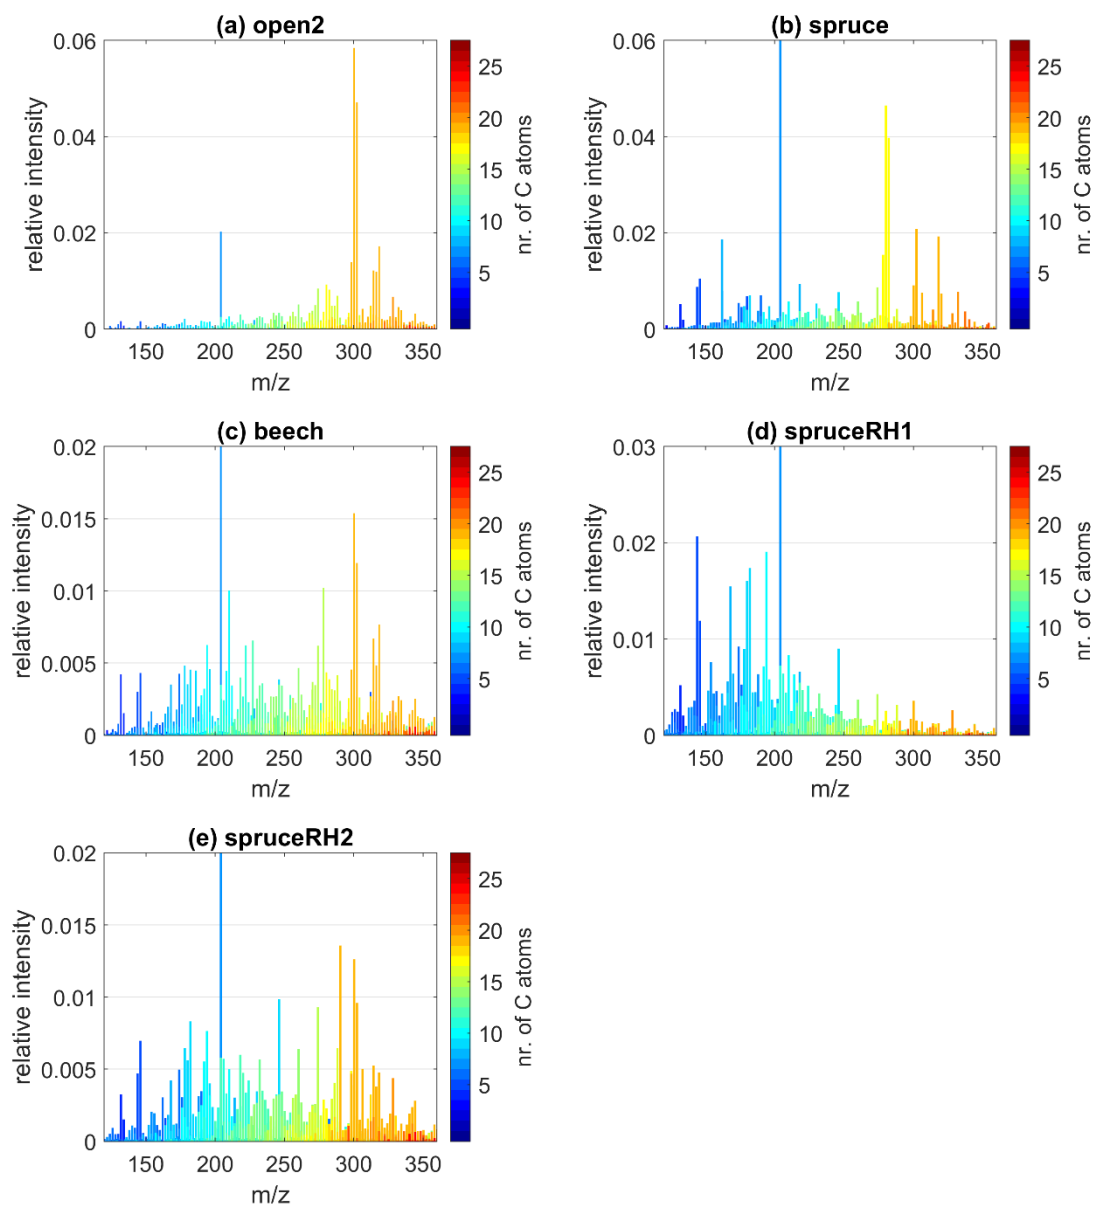 (a) open2
relative intensity
0.06
0.04
0.02
0
150 200 250 300 350
m/z
25
20
15
10
5
nr. of C atoms
(b) spruce
relative intensity
0.06
0.04
0.02
0
150 200 250 300 350
m/z
25
20
15
10
5
nr. of C atoms
(c) beech
relative intensity
0.02
0.015
0.01
0.005
0
150 200 250 300 350
m/z
25
20
15
10
5
nr. of C atoms
(d) spruceRH1
relative intensity
0.03
0.02
0.01
0
150 200 250 300 350
m/z
25
20
15
10
5
nr. of C atoms
(e) spruceRH2
relative intensity
0.02
0.015
0.01
0.005
0
150 200 250 300 350
m/z
25
20
15
10
5
nr. of C atoms